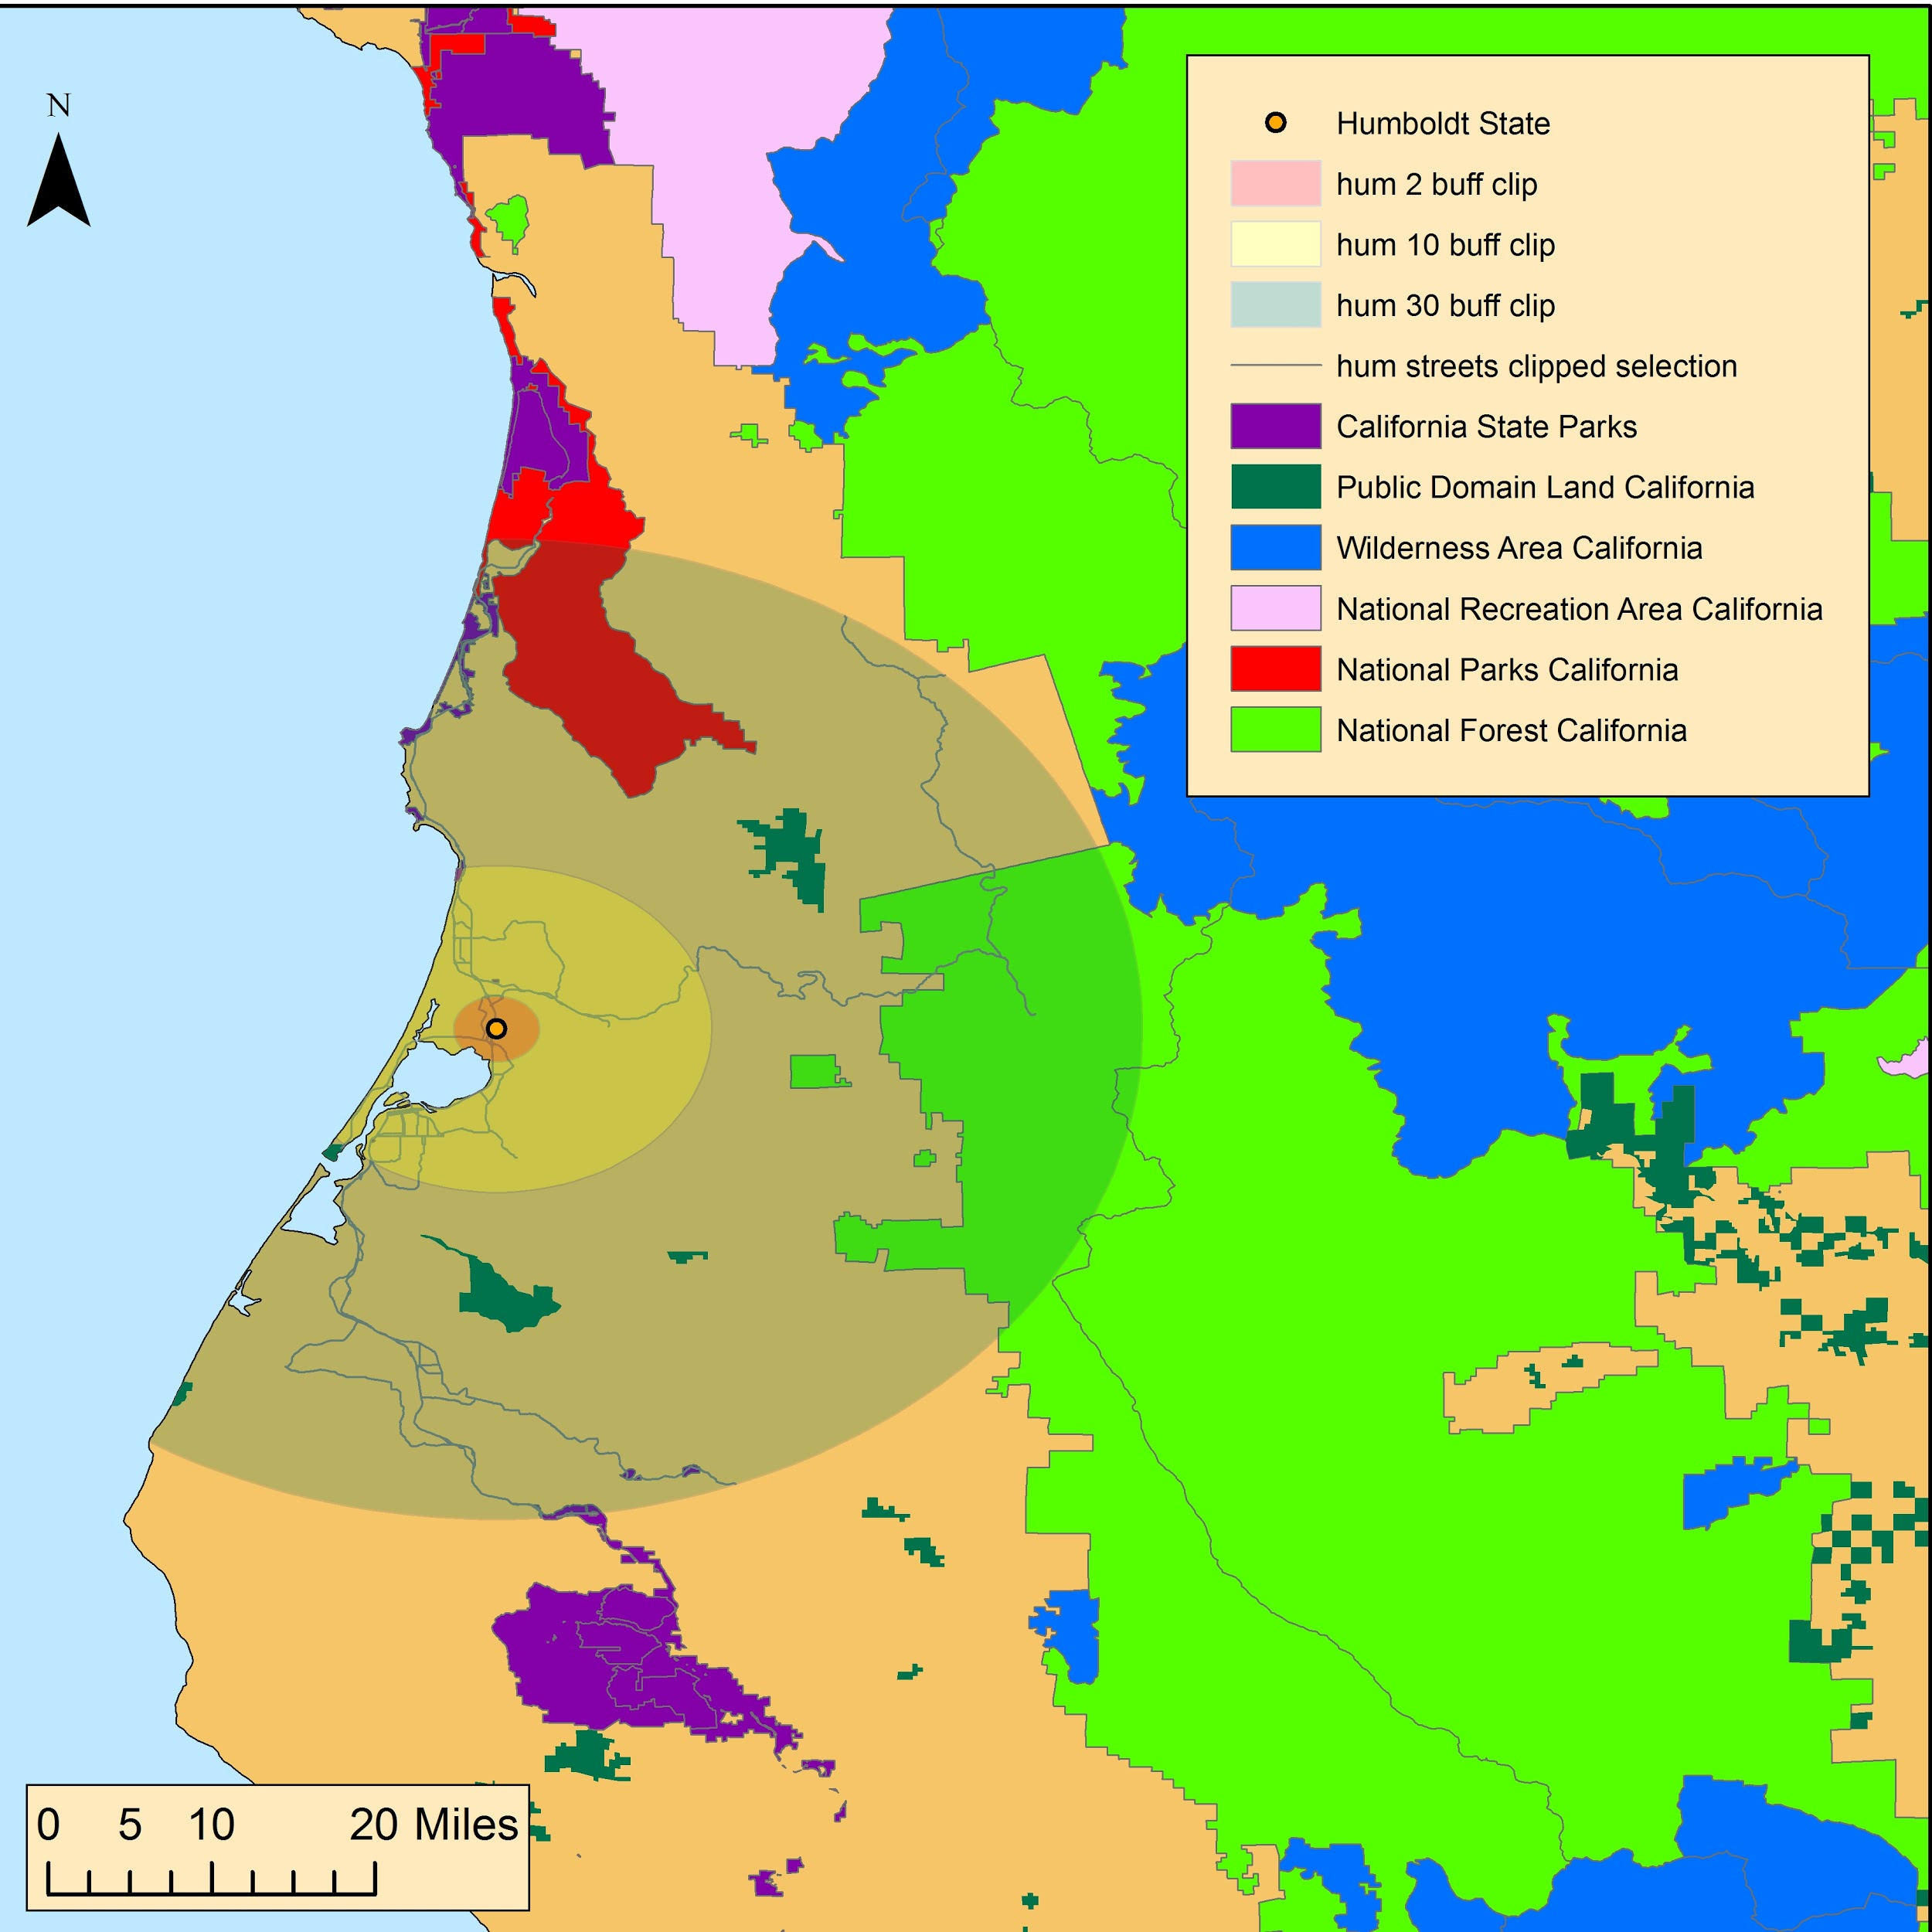 N
Humboldt State
hum 2 buff clip
hum 10 buff clip
hum 30 buff clip
hum streets clipped selection
California State Parks
Public Domain Land California
Wilderness Area California
National Recreation Area California
National Parks California
National Forest California
0 5 10 20 Miles